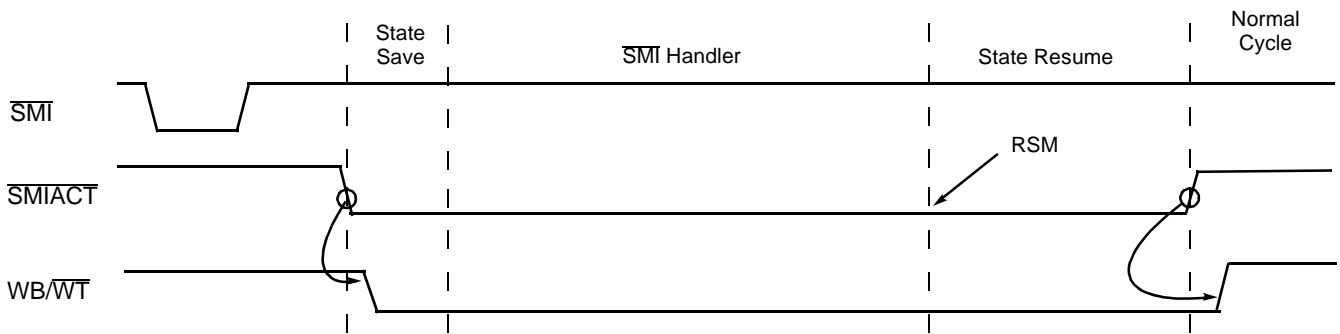 State
Save
SMI Handler
State Resume
Normal
Cycle
SMI
RSM
SMIACT
WB/WT